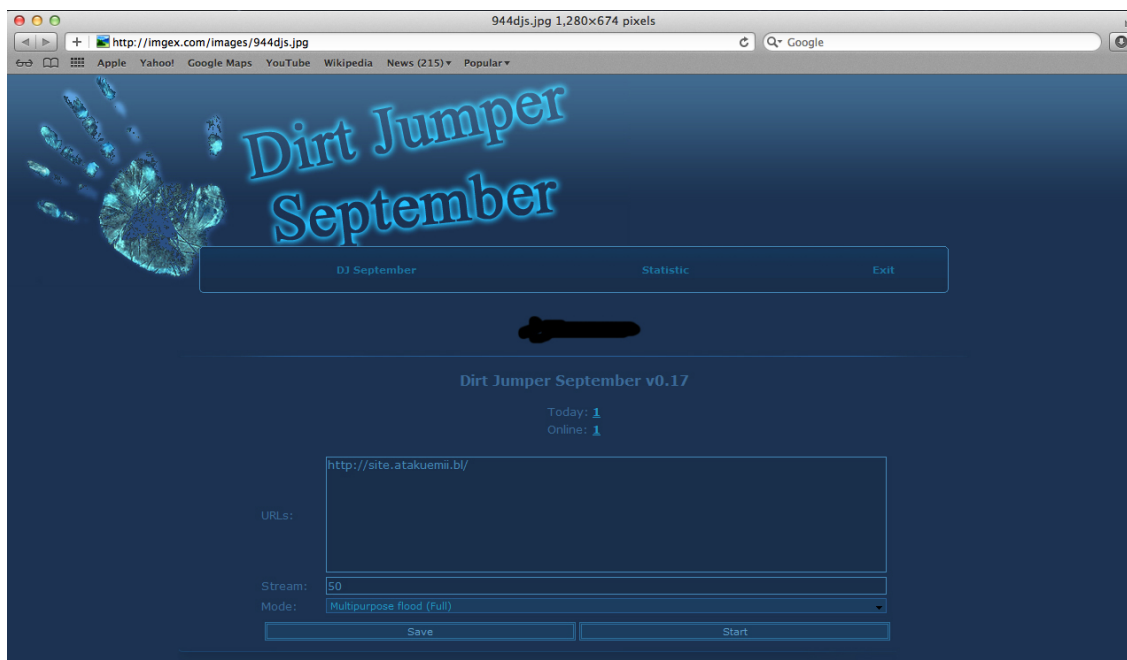 944djs.jpg 1,280×674 pixels
http://imgex.com/images/944djs.jpg
Google
Apple Yahoo! Google Maps YouTube Wikipedia News (215) Popular
Dirt Jumper
September
DJ September Statistic Exit
Dirt Jumper September v0.17
Today: 1
Online: 1
http://site.atakuemii.bl/
URLs:
Stream: 50
Mode: Multipurpose flood (Full)
Save Start